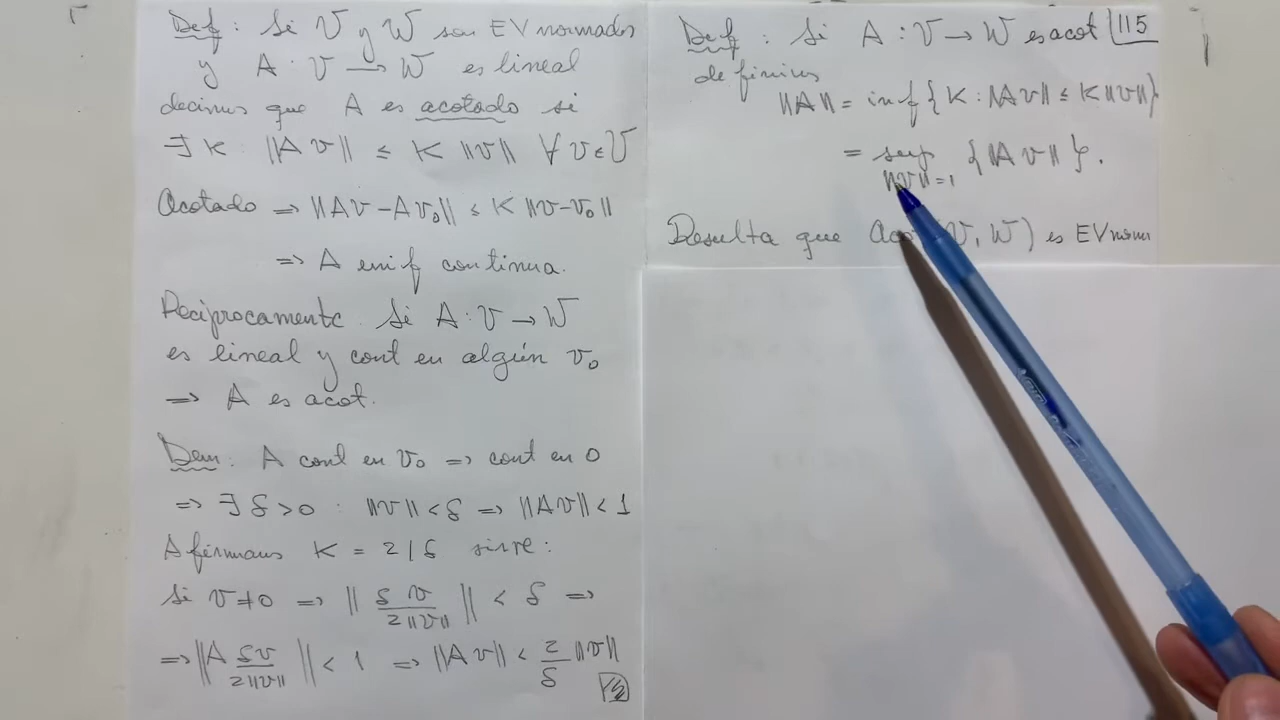 Def: Si V y W son EV normados
y A : V → W es lineal
decimos que A es acotado si
∃ K : ||A v|| ≤ K ||v|| ∀ v ∈ V
Acotado ⇒ ||Av - Av₀|| ≤ K ||v - v₀||
⇒ A unif continua.
Recíprocamente Si A : V → W
es lineal y cont en algún v₀
⇒ A es acot.
Dem: A cont en v₀ ⇒ cont en 0
⇒ ∃ δ > 0 : ||v|| < δ ⇒ ||Av|| < 1
Afirmamos K = 2/δ sirve:
Si v ≠ 0 ⇒ || δ v / 2||v|| || < δ ⇒
⇒ ||A δv / 2||v|| || < 1 ⇒ ||Av|| < 2/δ ||v||
Def: Si A : V → W es acot 115
definimos
||A|| = inf { K : ||Av|| ≤ K ||v|| }
= sup { ||Av|| }.
||v|| = 1
Resulta que (V, W) es EV norm